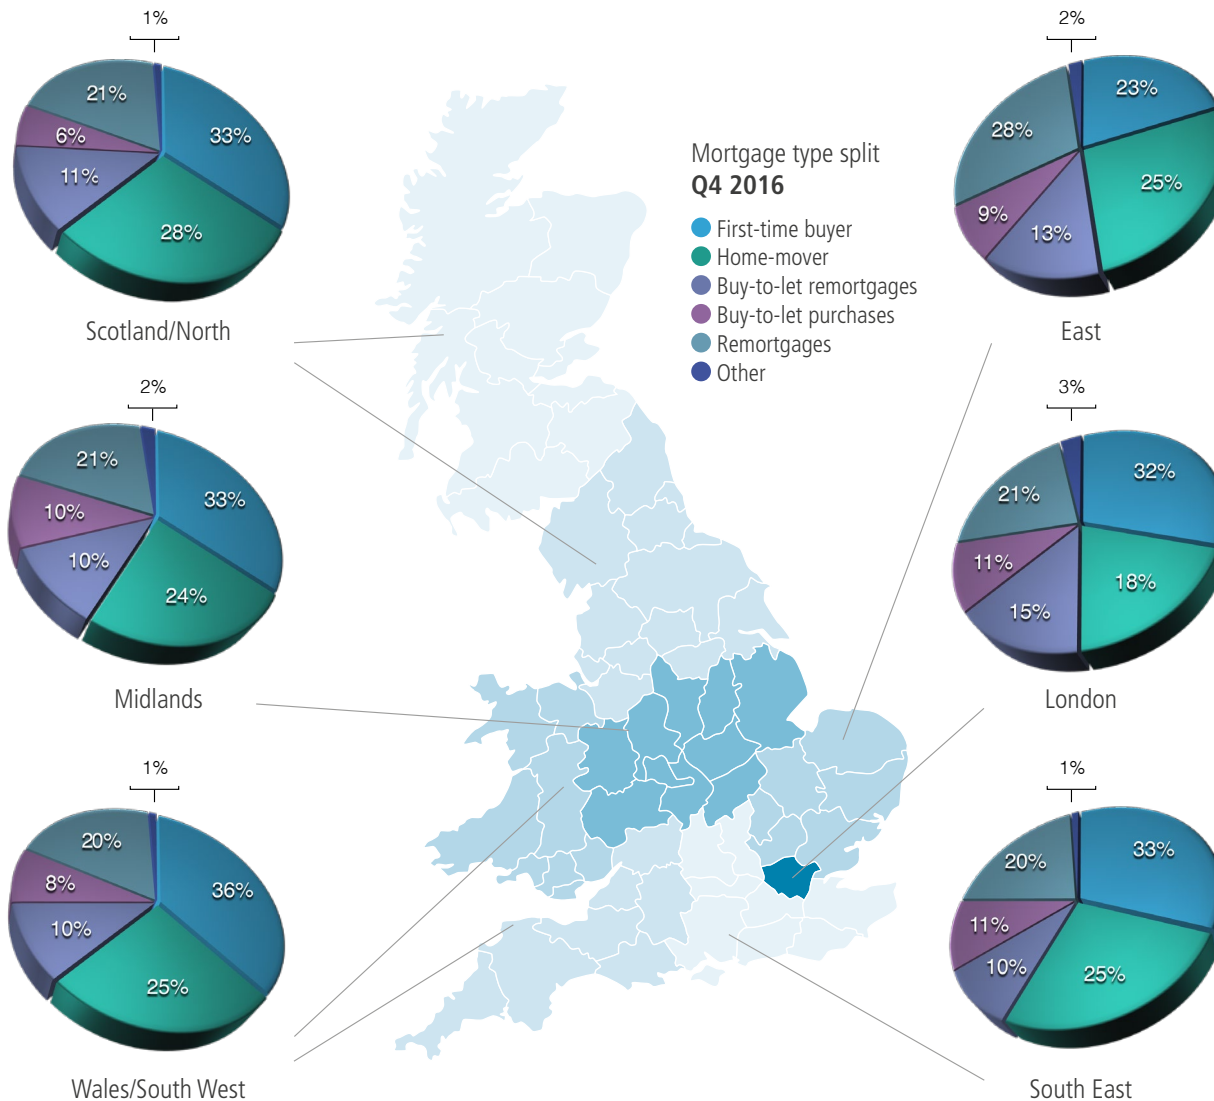 1%
21%
33%
6%
11%
28%
Scotland/North
2%
21%
33%
10%
10%
24%
Midlands
1%
20%
36%
8%
10%
25%
Wales/South West
Mortgage type split
Q4 2016
First-time buyer
Home-mover
Buy-to-let remortgages
Buy-to-let purchases
Remortgages
Other
2%
23%
28%
25%
9%
13%
East
3%
32%
21%
11%
18%
15%
London
1%
33%
20%
11%
10%
25%
South East